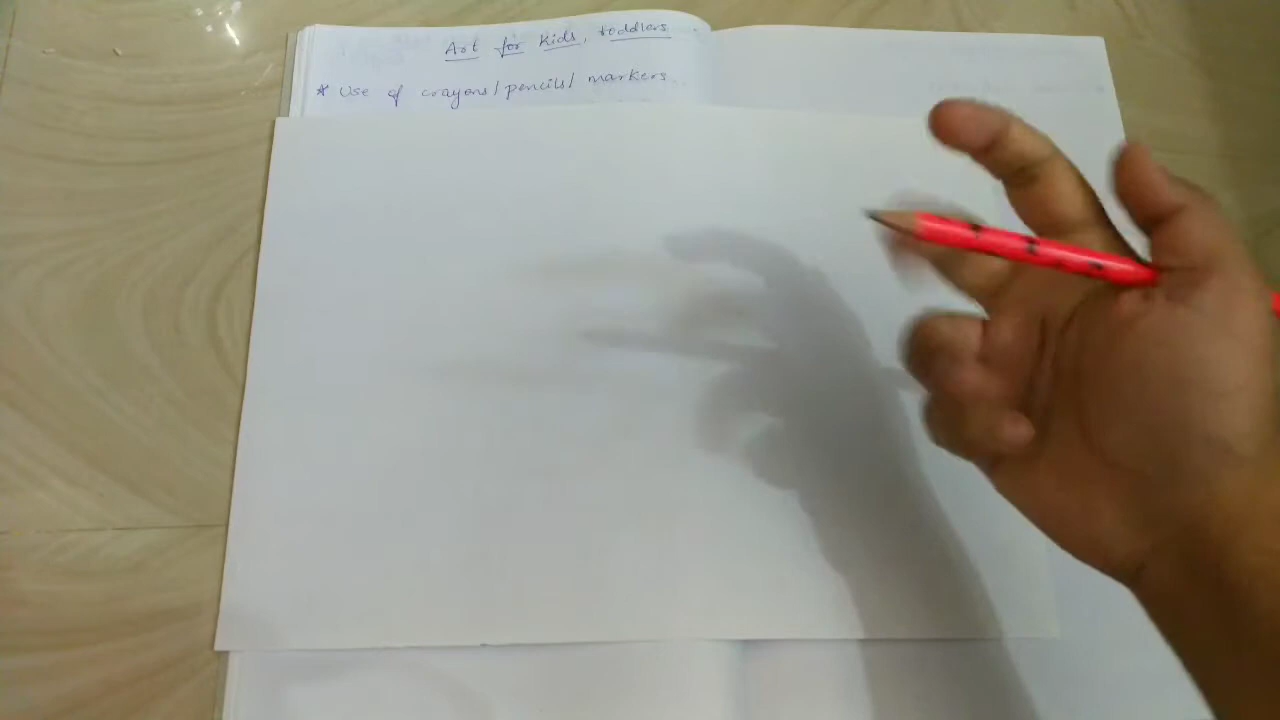 Art for Kids, toddlers
* Use of crayons/pencils/ markers